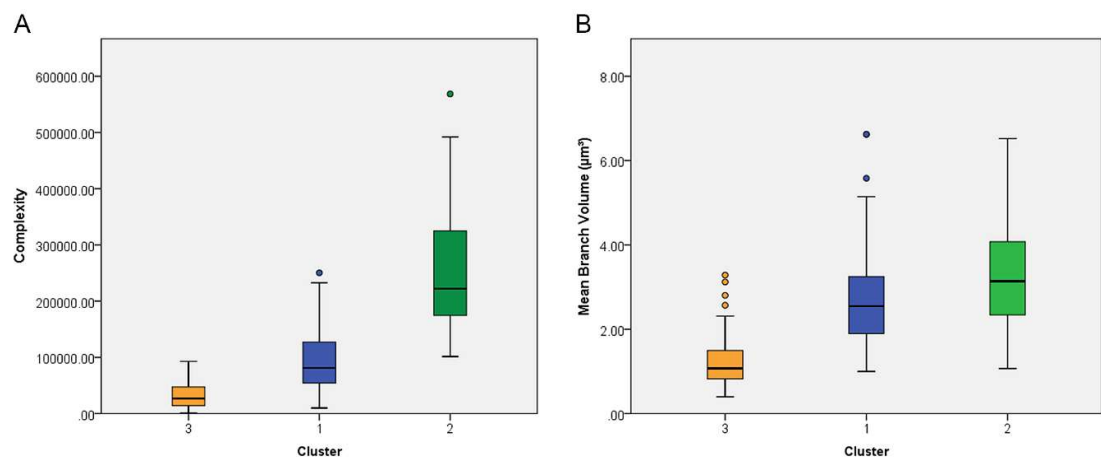 A
600000.00
500000.00
400000.00
300000.00
200000.00
100000.00
.00
Complexity
3 1 2
Cluster
B
8.00
6.00
4.00
2.00
.00
Mean Branch Volume (µm³)
3 1 2
Cluster